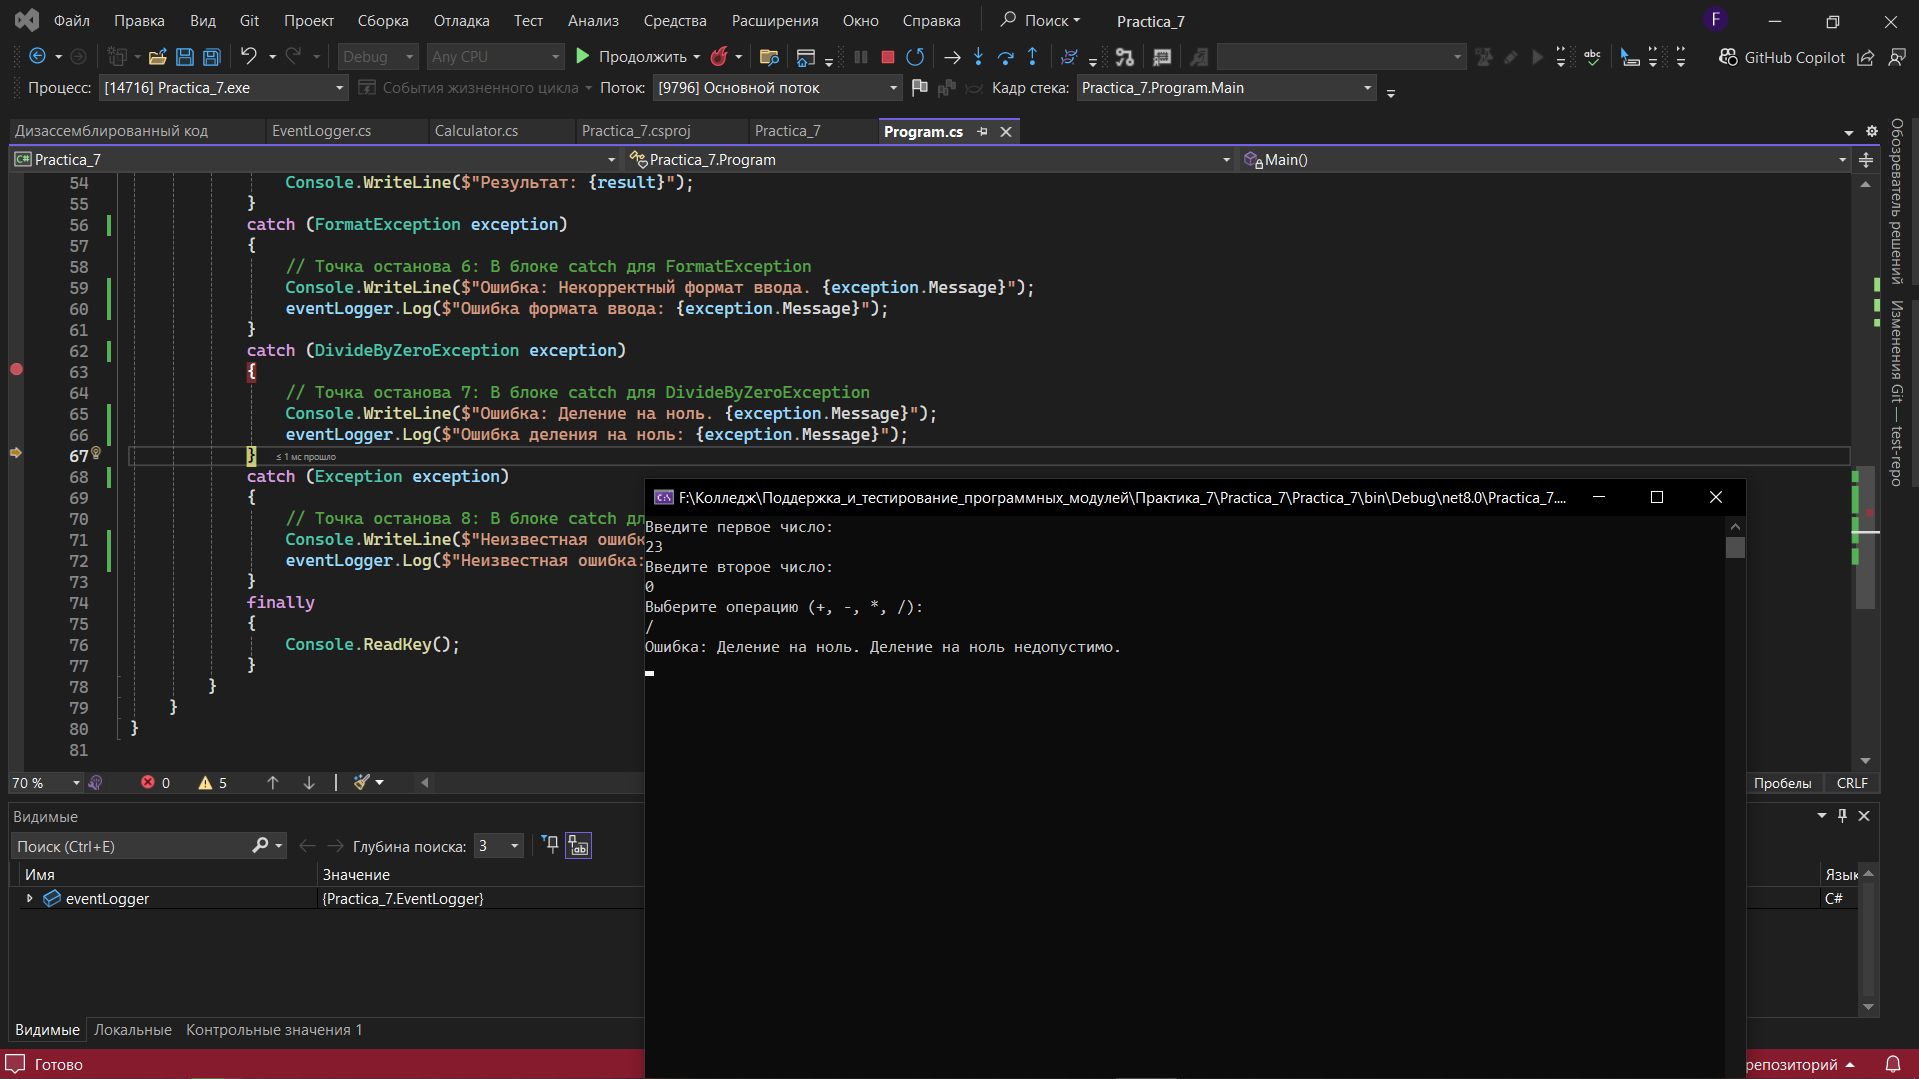 Файл Правка Вид Git Проект Сборка Отладка Тест Анализ Средства Расширения Окно Справка Поиск Practica_7 F
Debug Any CPU Продолжить abc GitHub Copilot
Процесс: [14716] Practica_7.exe События жизненного цикла Поток: [9796] Основной поток Кадр стека: Practica_7.Program.Main
Дизассемблированный код EventLogger.cs Calculator.cs Practica_7.csproj Practica_7 Program.cs
C# Practica_7 Practica_7.Program Main()
54 Console.WriteLine($"Результат: {result}");
55 }
56 catch (FormatException exception)
57 {
58 // Точка останова 6: В блоке catch для FormatException
59 Console.WriteLine($"Ошибка: Некорректный формат ввода. {exception.Message}");
60 eventLogger.Log($"Ошибка формата ввода: {exception.Message}");
61 }
62 catch (DivideByZeroException exception)
63 {
64 // Точка останова 7: В блоке catch для DivideByZeroException
65 Console.WriteLine($"Ошибка: Деление на ноль. {exception.Message}");
66 eventLogger.Log($"Ошибка деления на ноль: {exception.Message}");
67 } ≤ 1 мс прошло
68 catch (Exception exception)
69 {
70 // Точка останова 8: В блоке catch дл
71 Console.WriteLine($"Неизвестная ошибк
72 eventLogger.Log($"Неизвестная ошибка:
73 }
74 finally
75 {
76 Console.ReadKey();
77 }
78 }
79 }
80 }
81
70 % 0 5 Пробелы CRLF
F:\Колледж\Поддержка_и_тестирование_программных_модулей\Практика_7\Practica_7\Practica_7\bin\Debug\net8.0\Practica_7....
Введите первое число:
23
Введите второе число:
0
Выберите операцию (+, -, *, /):
/
Ошибка: Деление на ноль. Деление на ноль недопустимо.
Видимые
Поиск (Ctrl+E) Глубина поиска: 3
Имя Значение Язык
eventLogger {Practica_7.EventLogger} C#
Видимые Локальные Контрольные значения 1
Готово репозиторий
Обозреватель решений
Изменения Git — test-repo